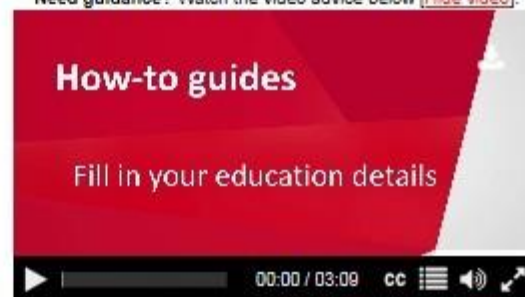 Need guidance? Watch the video advice below [Hide video].
How-to guides
Fill in your education details
00:00 / 03:09 CC